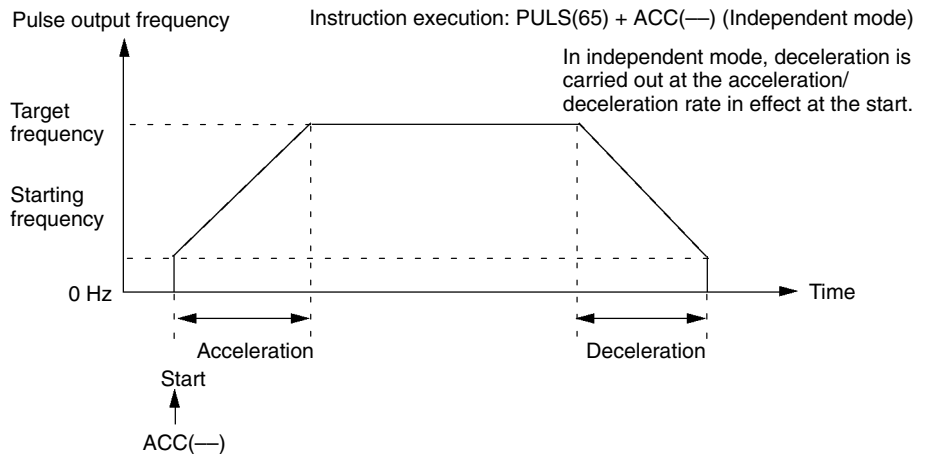 Pulse output frequency
Instruction execution: PULS(65) + ACC(—) (Independent mode)
In independent mode, deceleration is
carried out at the acceleration/
deceleration rate in effect at the start.
Target
frequency
Starting
frequency
0 Hz
Time
Acceleration
Deceleration
Start
ACC(—)